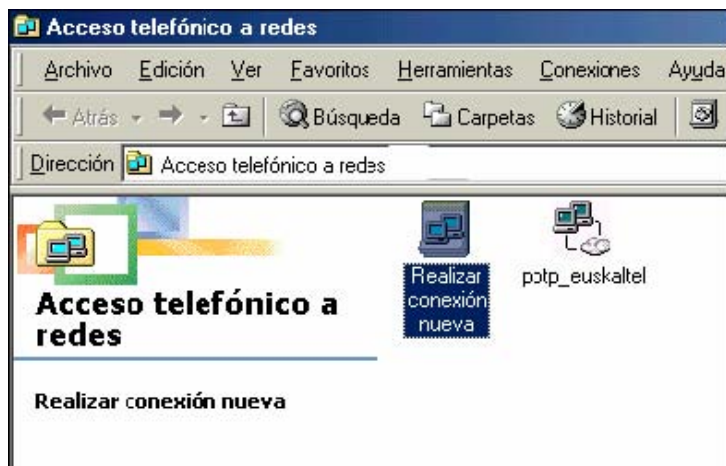 Acceso telefónico a redes
Archivo Edición Ver Favoritos Herramientas Conexiones Ayuda
Atrás Búsqueda Carpetas Historial
Dirección Acceso telefónico a redes
Acceso telefónico a
redes
Realizar conexión nueva
Realizar
conexión
nueva
pptp_euskaltel